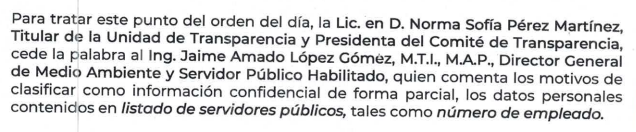 Para tratar este punto del orden del día, la Lic. en D. Norma Sofía Pérez Martínez,
Titular de la Unidad de Transparencia y Presidenta del Comité de Transparencia,
cede la palabra al Ing. Jaime Amado López Gómez, M.T.I., M.A.P., Director General
de Medio Ambiente y Servidor Público Habilitado, quien comenta los motivos de
clasificar como información confidencial de forma parcial, los datos personales
contenidos en listado de servidores públicos, tales como número de empleado.